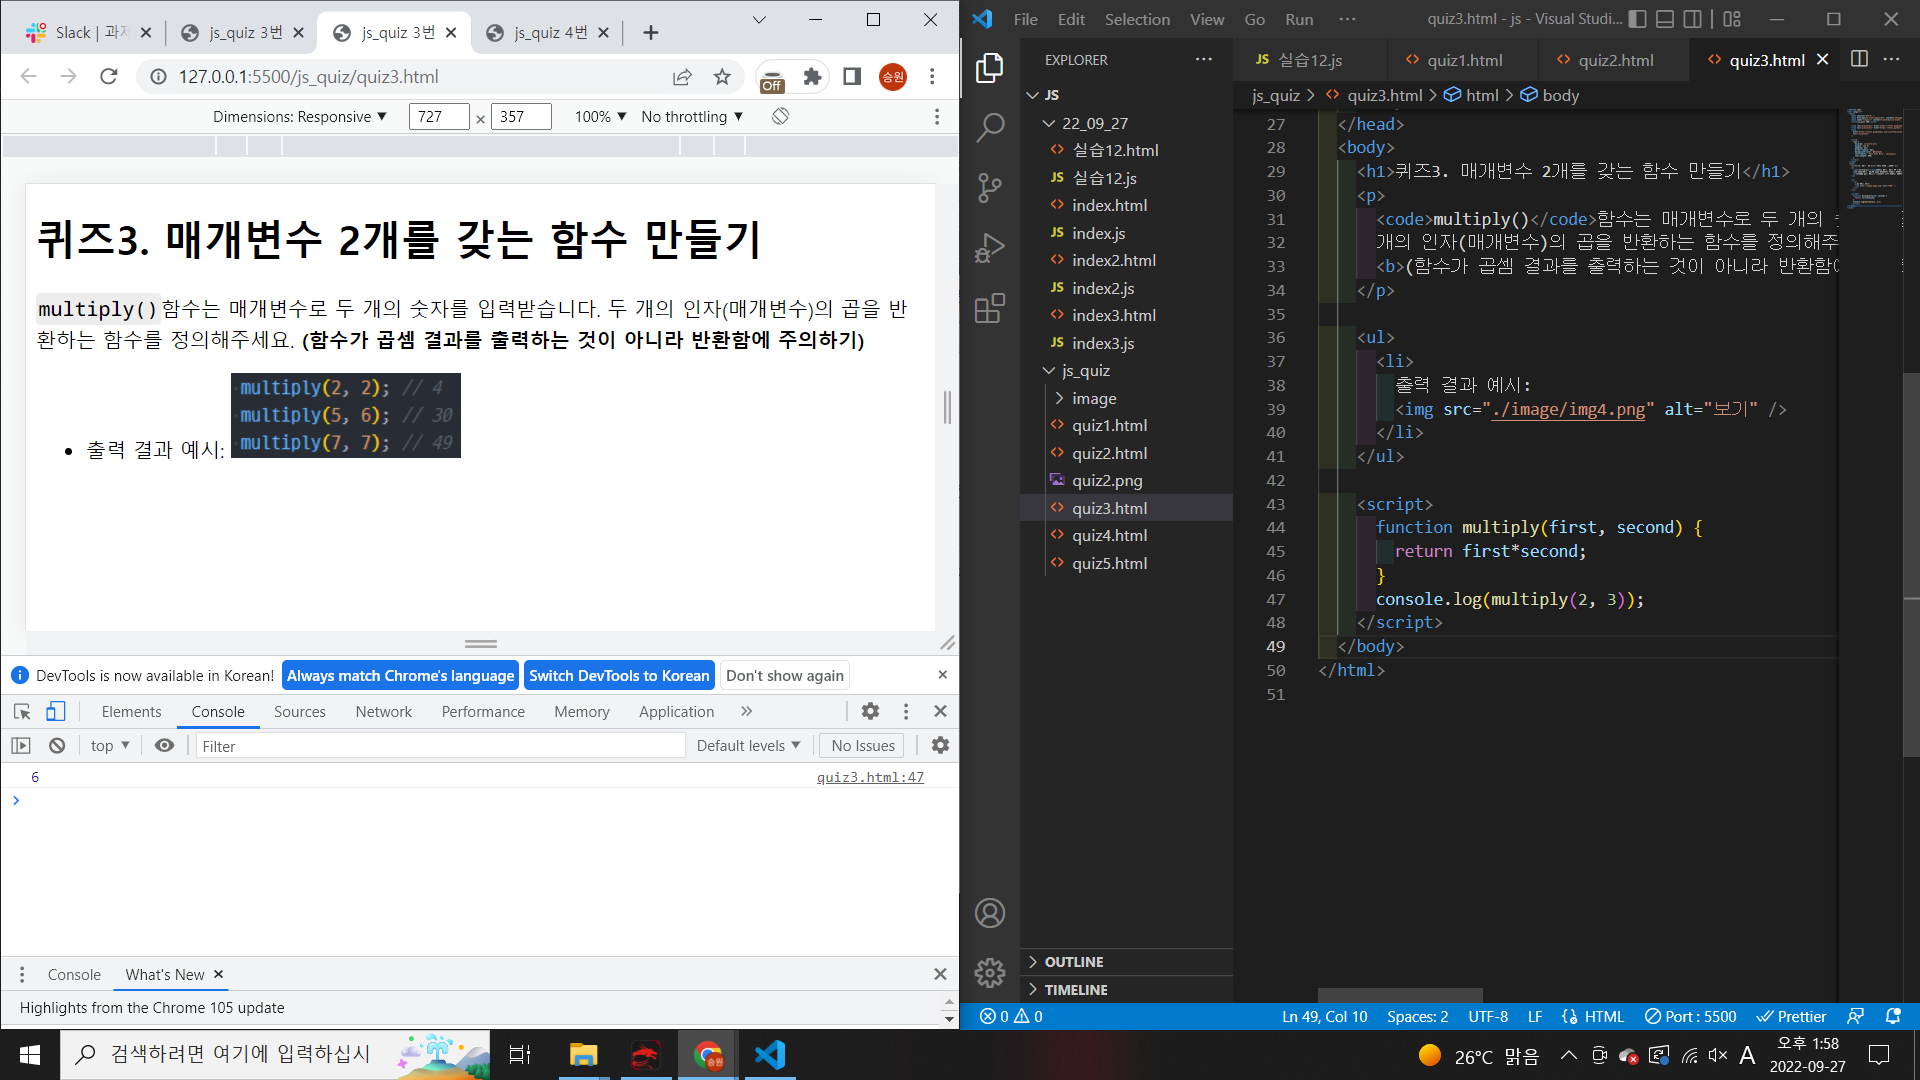 Slack | 과제
js_quiz 3번
js_quiz 3번
js_quiz 4번
127.0.0.1:5500/js_quiz/quiz3.html
Off
승원
Dimensions: Responsive ▼ 727 × 357 100% ▼ No throttling ▼
퀴즈3. 매개변수 2개를 갖는 함수 만들기
multiply()함수는 매개변수로 두 개의 숫자를 입력받습니다. 두 개의 인자(매개변수)의 곱을 반
환하는 함수를 정의해주세요. (함수가 곱셈 결과를 출력하는 것이 아니라 반환함에 주의하기)
multiply(2, 2); // 4
multiply(5, 6); // 30
multiply(7, 7); // 49
• 출력 결과 예시:
DevTools is now available in Korean! Always match Chrome's language Switch DevTools to Korean Don't show again
Elements Console Sources Network Performance Memory Application »
top ▼ Filter Default levels ▼ No Issues
6 quiz3.html:47
Console What's New
Highlights from the Chrome 105 update
File Edit Selection View Go Run ··· quiz3.html - js - Visual Studi...
EXPLORER ···
JS
22_09_27
실습12.html
JS 실습12.js
index.html
JS index.js
index2.html
JS index2.js
index3.html
JS index3.js
js_quiz
image
quiz1.html
quiz2.html
quiz2.png
quiz3.html
quiz4.html
quiz5.html
OUTLINE
TIMELINE
JS 실습12.js quiz1.html quiz2.html quiz3.html
js_quiz > quiz3.html > html > body
27 </head>
28 <body>
29 <h1>퀴즈3. 매개변수 2개를 갖는 함수 만들기</h1>
30 <p>
31 <code>multiply()</code>함수는 매개변수로 두 개의
32 개의 인자(매개변수)의 곱을 반환하는 함수를 정의해주
33 <b>(함수가 곱셈 결과를 출력하는 것이 아니라 반환함에
34 </p>
35
36 <ul>
37 <li>
38 출력 결과 예시:
39 <img src="./image/img4.png" alt="보기" />
40 </li>
41 </ul>
42
43 <script>
44 function multiply(first, second) {
45 return first*second;
46 }
47 console.log(multiply(2, 3));
48 </script>
49 </body>
50 </html>
51
0 0 Ln 49, Col 10 Spaces: 2 UTF-8 LF HTML Port : 5500 Prettier
검색하려면 여기에 입력하십시
26°C 맑음
A
오후 1:58
2022-09-27